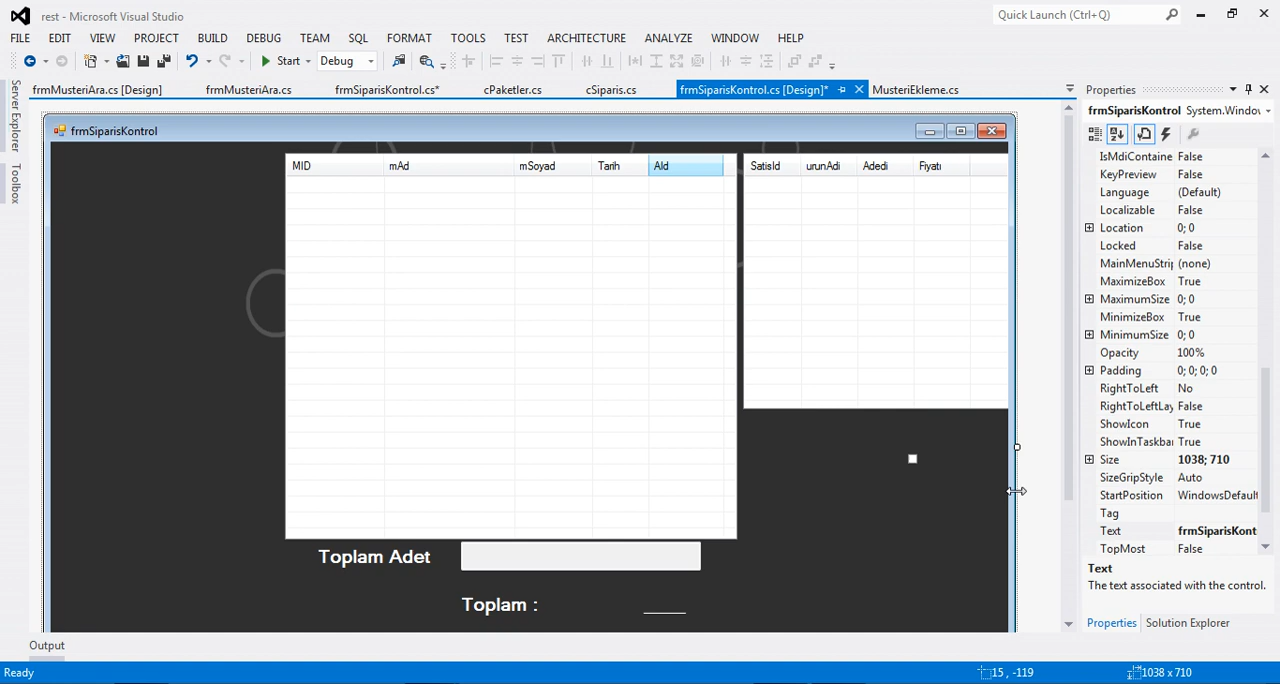 rest - Microsoft Visual Studio
Quick Launch (Ctrl+Q)
FILE EDIT VIEW PROJECT BUILD DEBUG TEAM SQL FORMAT TOOLS TEST ARCHITECTURE ANALYZE WINDOW HELP
Start Debug
frmMusteriAra.cs [Design] frmMusteriAra.cs frmSiparisKontrol.cs* cPaketler.cs cSiparis.cs frmSiparisKontrol.cs [Design]* MusteriEkleme.cs
Server Explorer
Toolbox
frmSiparisKontrol
MID mAd mSoyad Tarih AId
SatisId urunAdi Adedi Fiyatı
Toplam Adet
Toplam :
Properties
frmSiparisKontrol System.Window
IsMdiContaine False
KeyPreview False
Language (Default)
Localizable False
Location 0; 0
Locked False
MainMenuStrip (none)
MaximizeBox True
MaximumSize 0; 0
MinimizeBox True
MinimumSize 0; 0
Opacity 100%
Padding 0; 0; 0; 0
RightToLeft No
RightToLeftLay False
ShowIcon True
ShowInTaskbar True
Size 1038; 710
SizeGripStyle Auto
StartPosition WindowsDefault
Tag
Text frmSiparisKont
TopMost False
Text
The text associated with the control.
Properties Solution Explorer
Output
Ready 15 , -119 1038 x 710